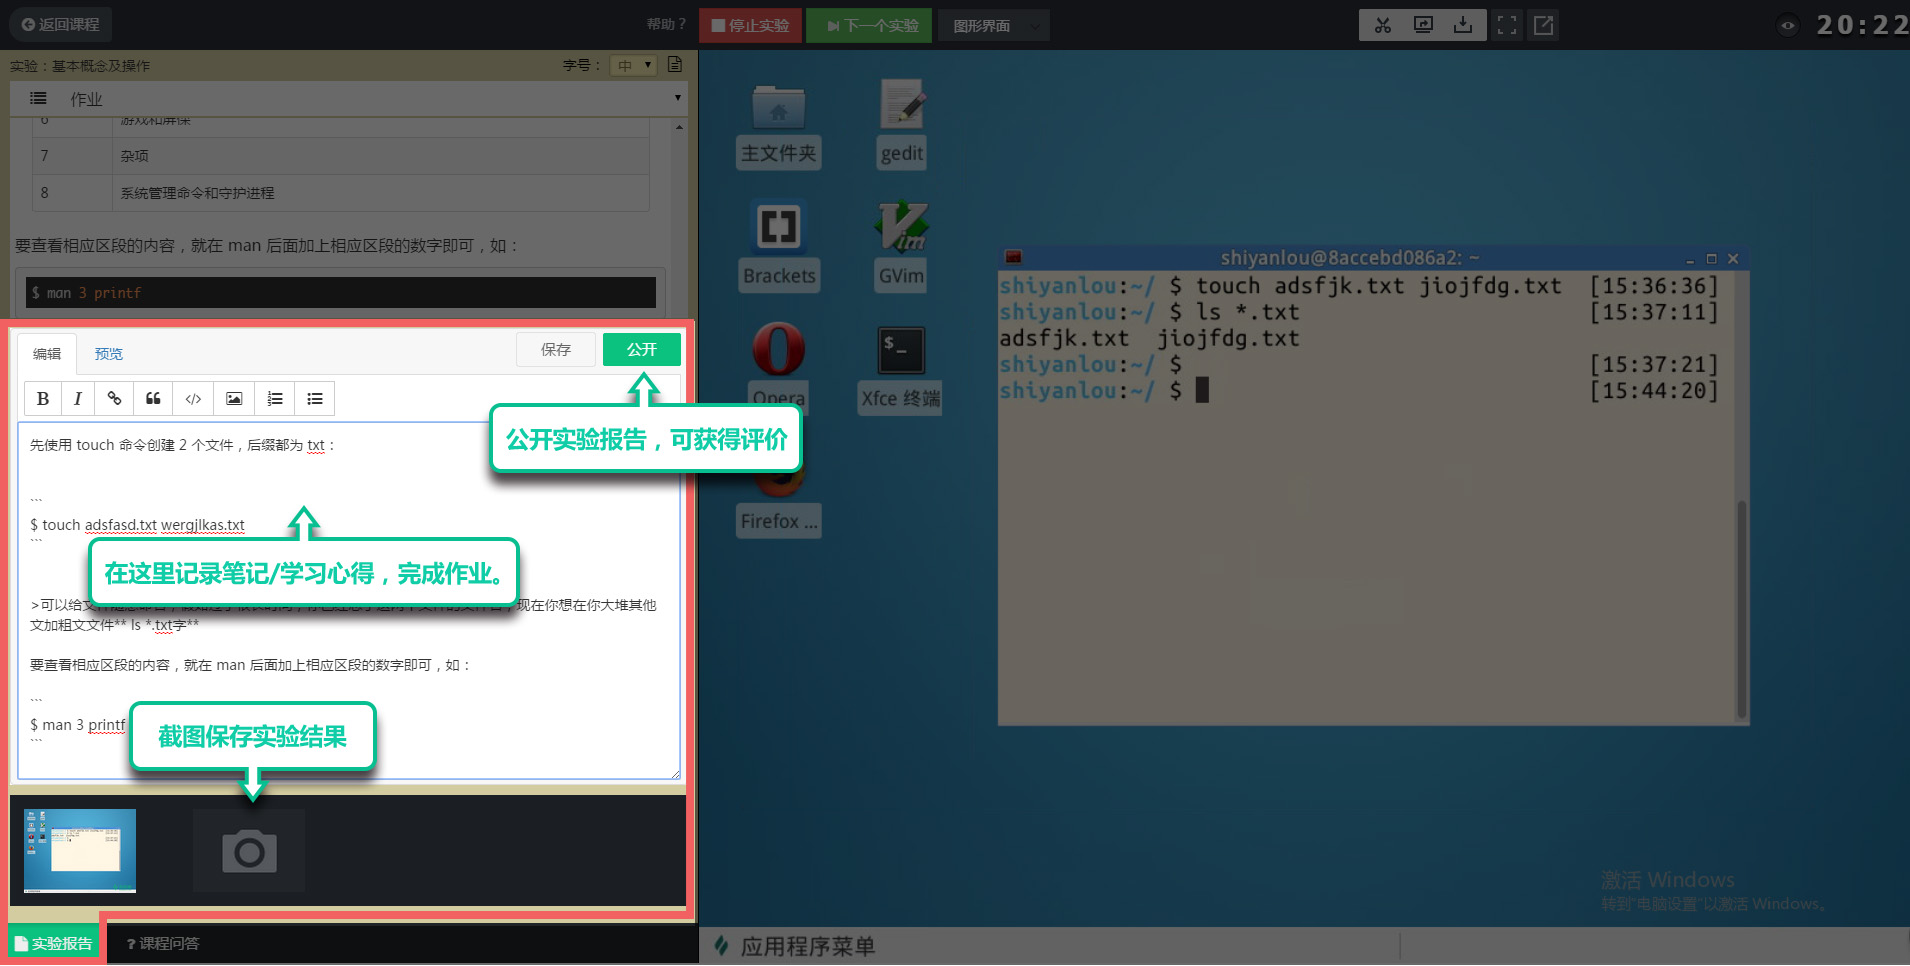 返回课程
帮助 ?
停止实验
下一个实验
图形界面
20:22
实验：基本概念及操作
字号：
中
作业
6 游戏和屏保
7 杂项
8 系统管理命令和守护进程
要查看相应区段的内容，就在 man 后面加上相应区段的数字即可，如：
$ man 3 printf
编辑
预览
保存
公开
B I
公开实验报告，可获得评价
先使用 touch 命令创建 2 个文件，后缀都为 txt：
```
$ touch adsfasd.txt wergjlkas.txt
```
在这里记录笔记/学习心得，完成作业。
>可以给文
现在你想在你大堆其他
文加粗文文件** ls *.txt字**
要查看相应区段的内容，就在 man 后面加上相应区段的数字即可，如：
```
$ man 3 printf
```
截图保存实验结果
实验报告
? 课程问答
主文件夹
gedit
Brackets
GVim
Opera
Xfce 终端
Firefox ...
shiyanlou@8accebd086a2: ~
shiyanlou:~/ $ touch adsfjk.txt jiojfdg.txt [15:36:36]
shiyanlou:~/ $ ls *.txt [15:37:11]
adsfjk.txt jiojfdg.txt
shiyanlou:~/ $ [15:37:21]
shiyanlou:~/ $ [15:44:20]
激活 Windows
转到"电脑设置"以激活 Windows。
应用程序菜单